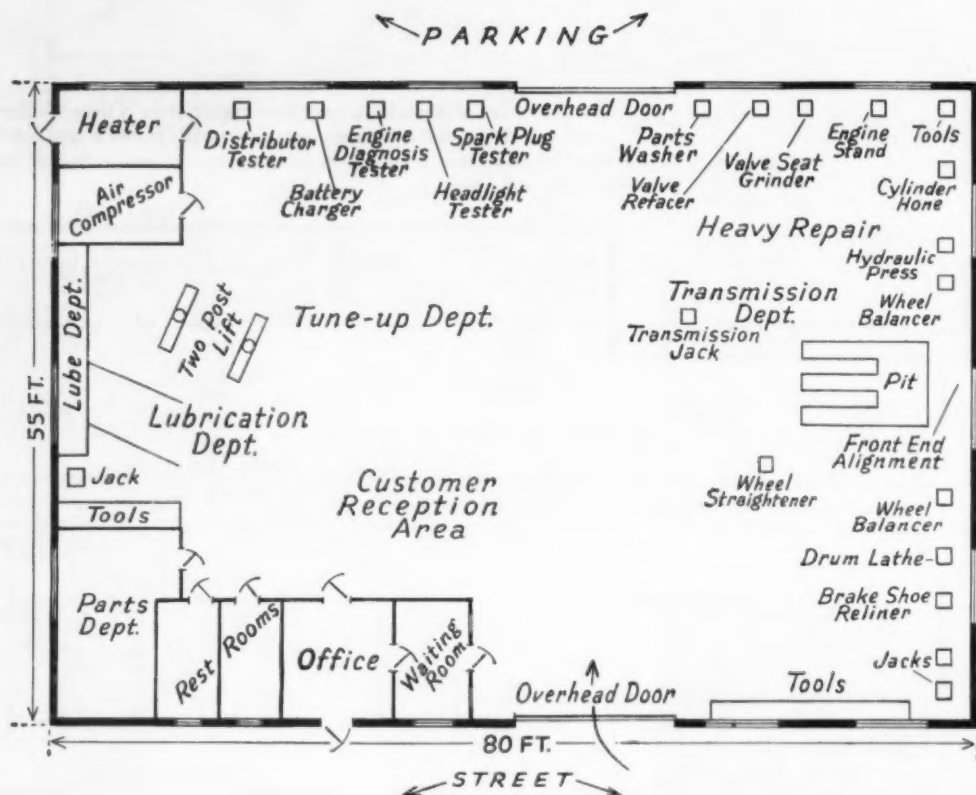 PARKING
Heater
Distributor
Tester
Battery
Charger
Engine
Diagnosis
Tester
Headlight
Tester
Spark Plug
Tester
Overhead Door
Parts
Washer
Valve
Refacer
Valve Seat
Grinder
Engine
Stand
Tools
Air
Compressor
Cylinder
Hone
Heavy Repair
Hydraulic
Press
Lube Dept.
Two Post
Lift
Tune-up Dept.
Transmission
Dept.
Transmission
Jack
Wheel
Balancer
Pit
55 FT.
Lubrication
Dept.
Front End
Alignment
Jack
Customer
Reception
Area
Wheel
Straightener
Tools
Wheel
Balancer
Drum Lathe
Parts
Dept.
Brake Shoe
Reliner
Rest Rooms
Office
Waiting
Room
Jacks
Overhead Door
Tools
80 FT.
STREET